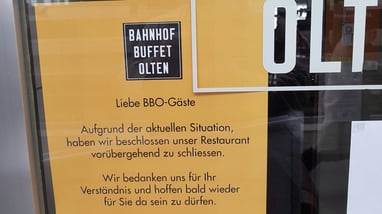 BAHNHOF
BUFFET
OLTEN
OLT
Liebe BBO-Gäste
Aufgrund der aktuellen Situation,
haben wir beschlossen unser Restaurant
vorübergehend zu schliessen.
Wir bedanken uns für Ihr
Verständnis und hoffen bald wieder
für Sie da sein zu dürfen.